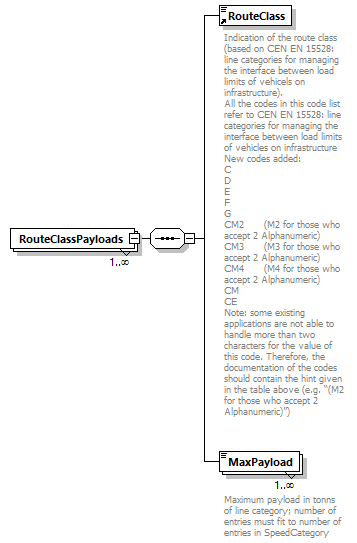 RouteClass
Indication of the route class
(based on CEN EN 15528:
line categories for managing
the interface between load
limits of vehicels on
infrastructure).
All the codes in this code list
refer to CEN EN 15528: line
categories for managing the
interface between load limits
of vehicles on infrastructure
New codes added:
C
D
E
F
G
CM2 (M2 for those who
accept 2 Alphanumeric)
CM3 (M3 for those who
accept 2 Alphanumeric)
CM4 (M4 for those who
accept 2 Alphanumeric)
CM
CE
Note: some existing
applications are not able to
handle more than two
characters for the value of
this code. Therefore, the
documentation of the codes
should contain the hint given
in the table above (e.g. "(M2
for those who accept 2
Alphanumeric)")
RouteClassPayloads
1..∞
MaxPayload
1..∞
Maximum payload in tonns
of line category; number of
entries must fit to number of
entries in SpeedCategory